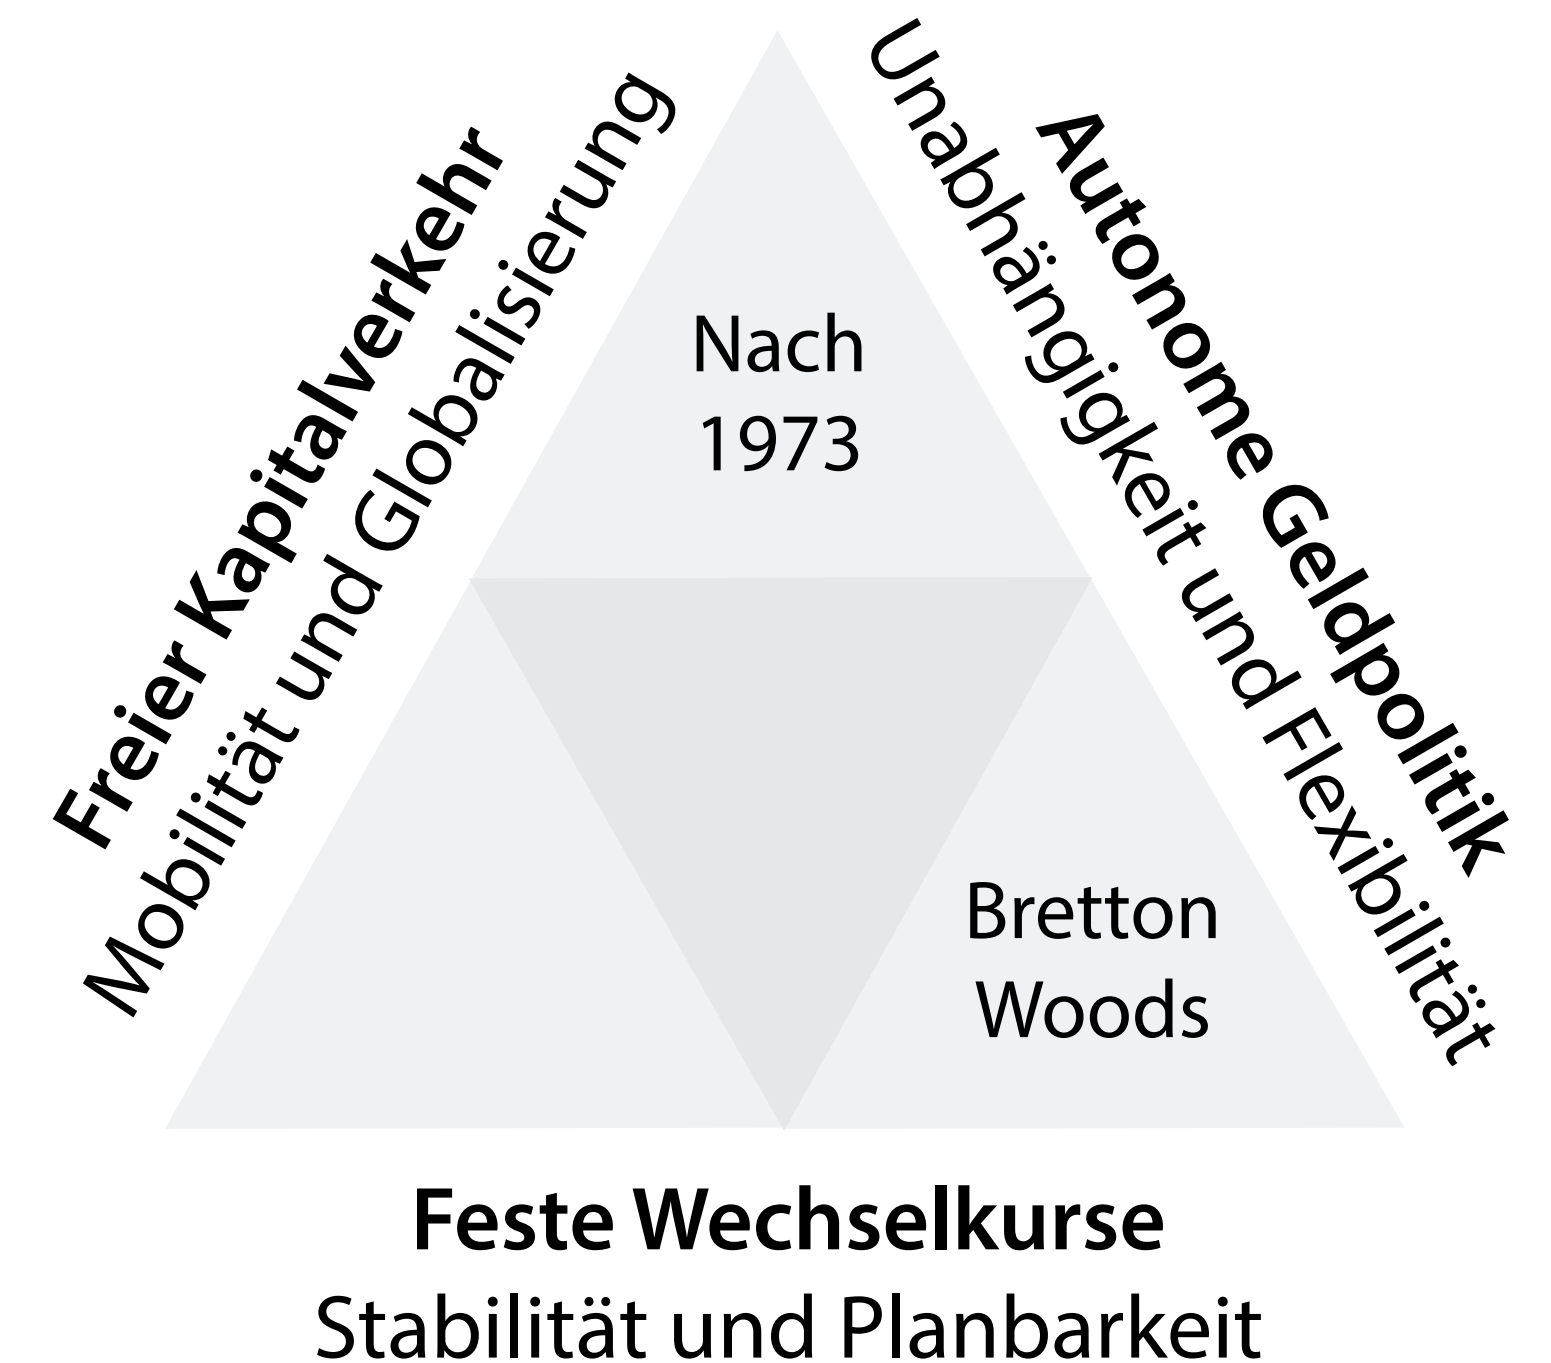 Freier Kapitalverkehr
Mobilität und Globalisierung
Autonome Geldpolitik
Unabhängigkeit und Flexibilität
Nach
1973
Bretton
Woods
Feste Wechselkurse
Stabilität und Planbarkeit